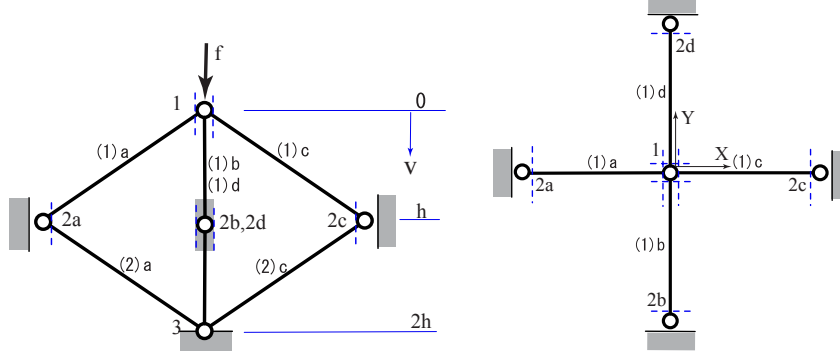 f
1
0
(1)a
(1)b
(1)c
(1)d
v
2a
2b,2d
2c
h
(2)a
(2)c
3
2h
2d
(1)d
Y
1
X
(1)a
(1)c
2a
2c
(1)b
2b